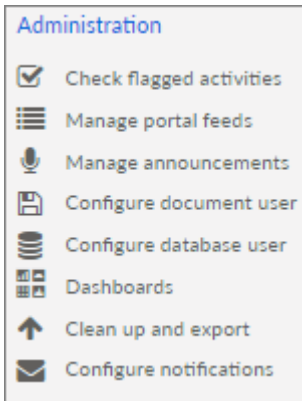 Administration
Check flagged activities
Manage portal feeds
Manage announcements
Configure document user
Configure database user
Dashboards
Clean up and export
Configure notifications